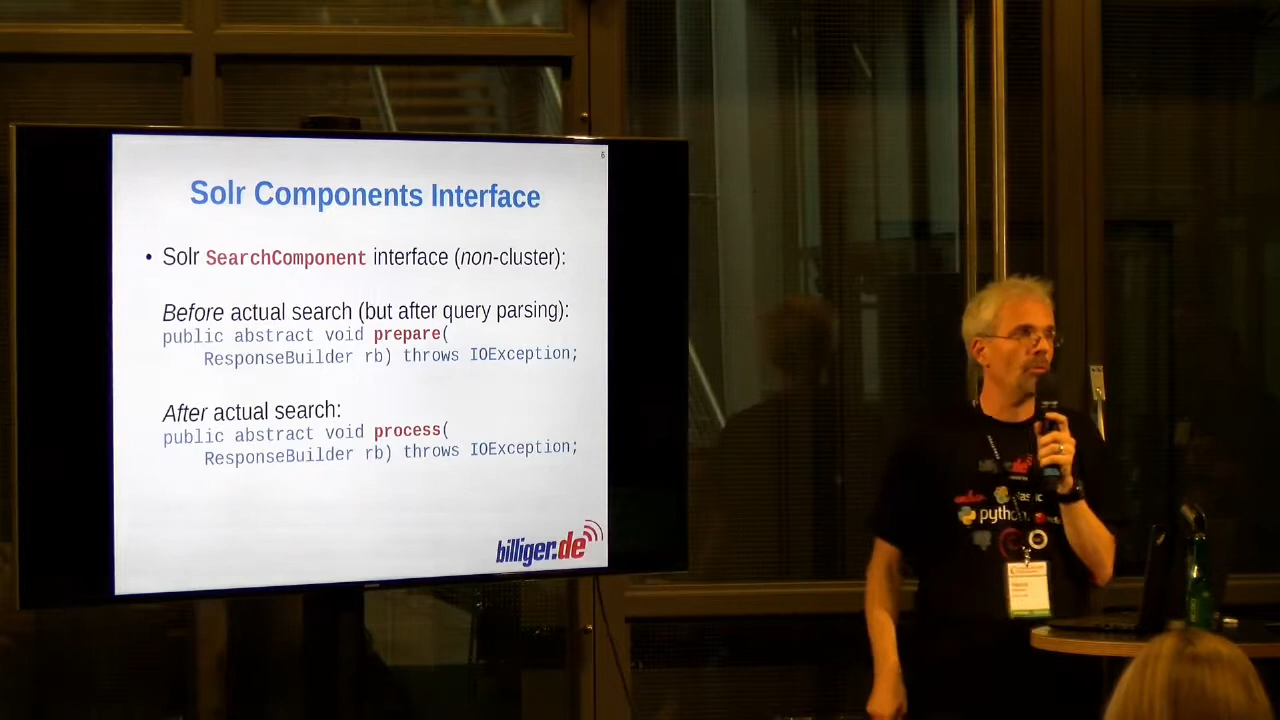 6
Solr Components Interface
• Solr SearchComponent interface (non-cluster):
Before actual search (but after query parsing):
public abstract void prepare(
ResponseBuilder rb) throws IOException;
After actual search:
public abstract void process(
ResponseBuilder rb) throws IOException;
billiger.de
python